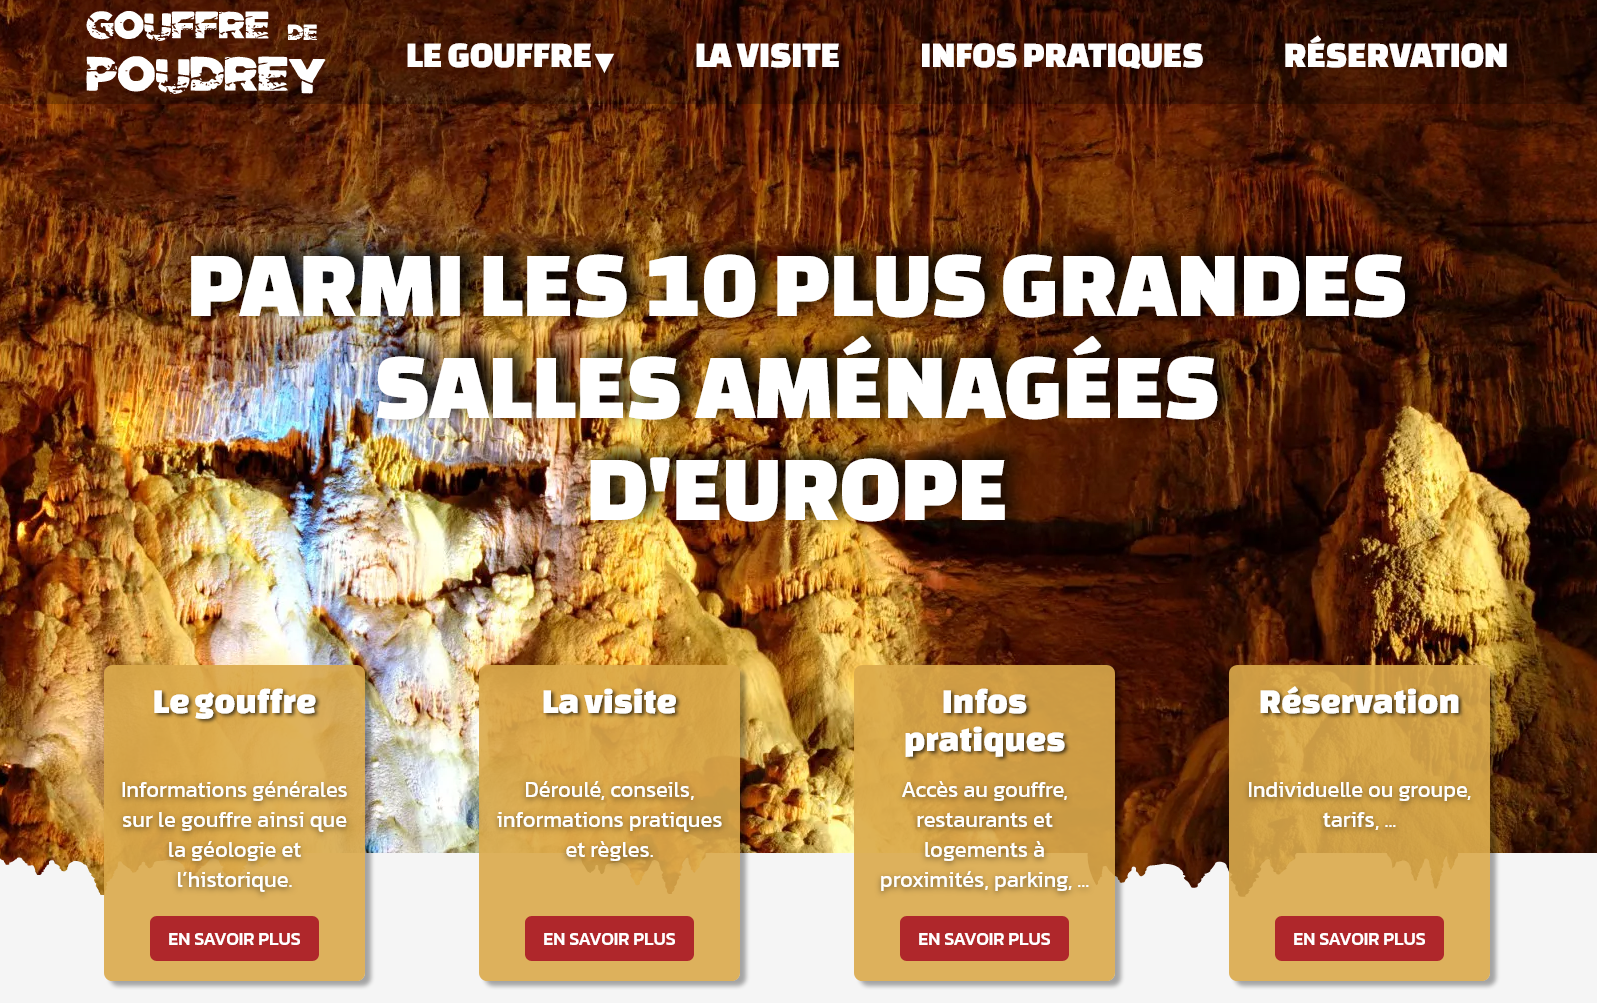 GOUFFRE DE
POUDREY
LE GOUFFRE▼
LA VISITE
INFOS PRATIQUES
RÉSERVATION
PARMI LES 10 PLUS GRANDES
SALLES AMÉNAGÉES
D'EUROPE
Le gouffre
Informations générales
sur le gouffre ainsi que
la géologie et
l’historique.
EN SAVOIR PLUS
La visite
Déroulé, conseils,
informations pratiques
et règles.
EN SAVOIR PLUS
Infos
pratiques
Accès au gouffre,
restaurants et
logements à
proximités, parking, ...
EN SAVOIR PLUS
Réservation
Individuelle ou groupe,
tarifs, ...
EN SAVOIR PLUS